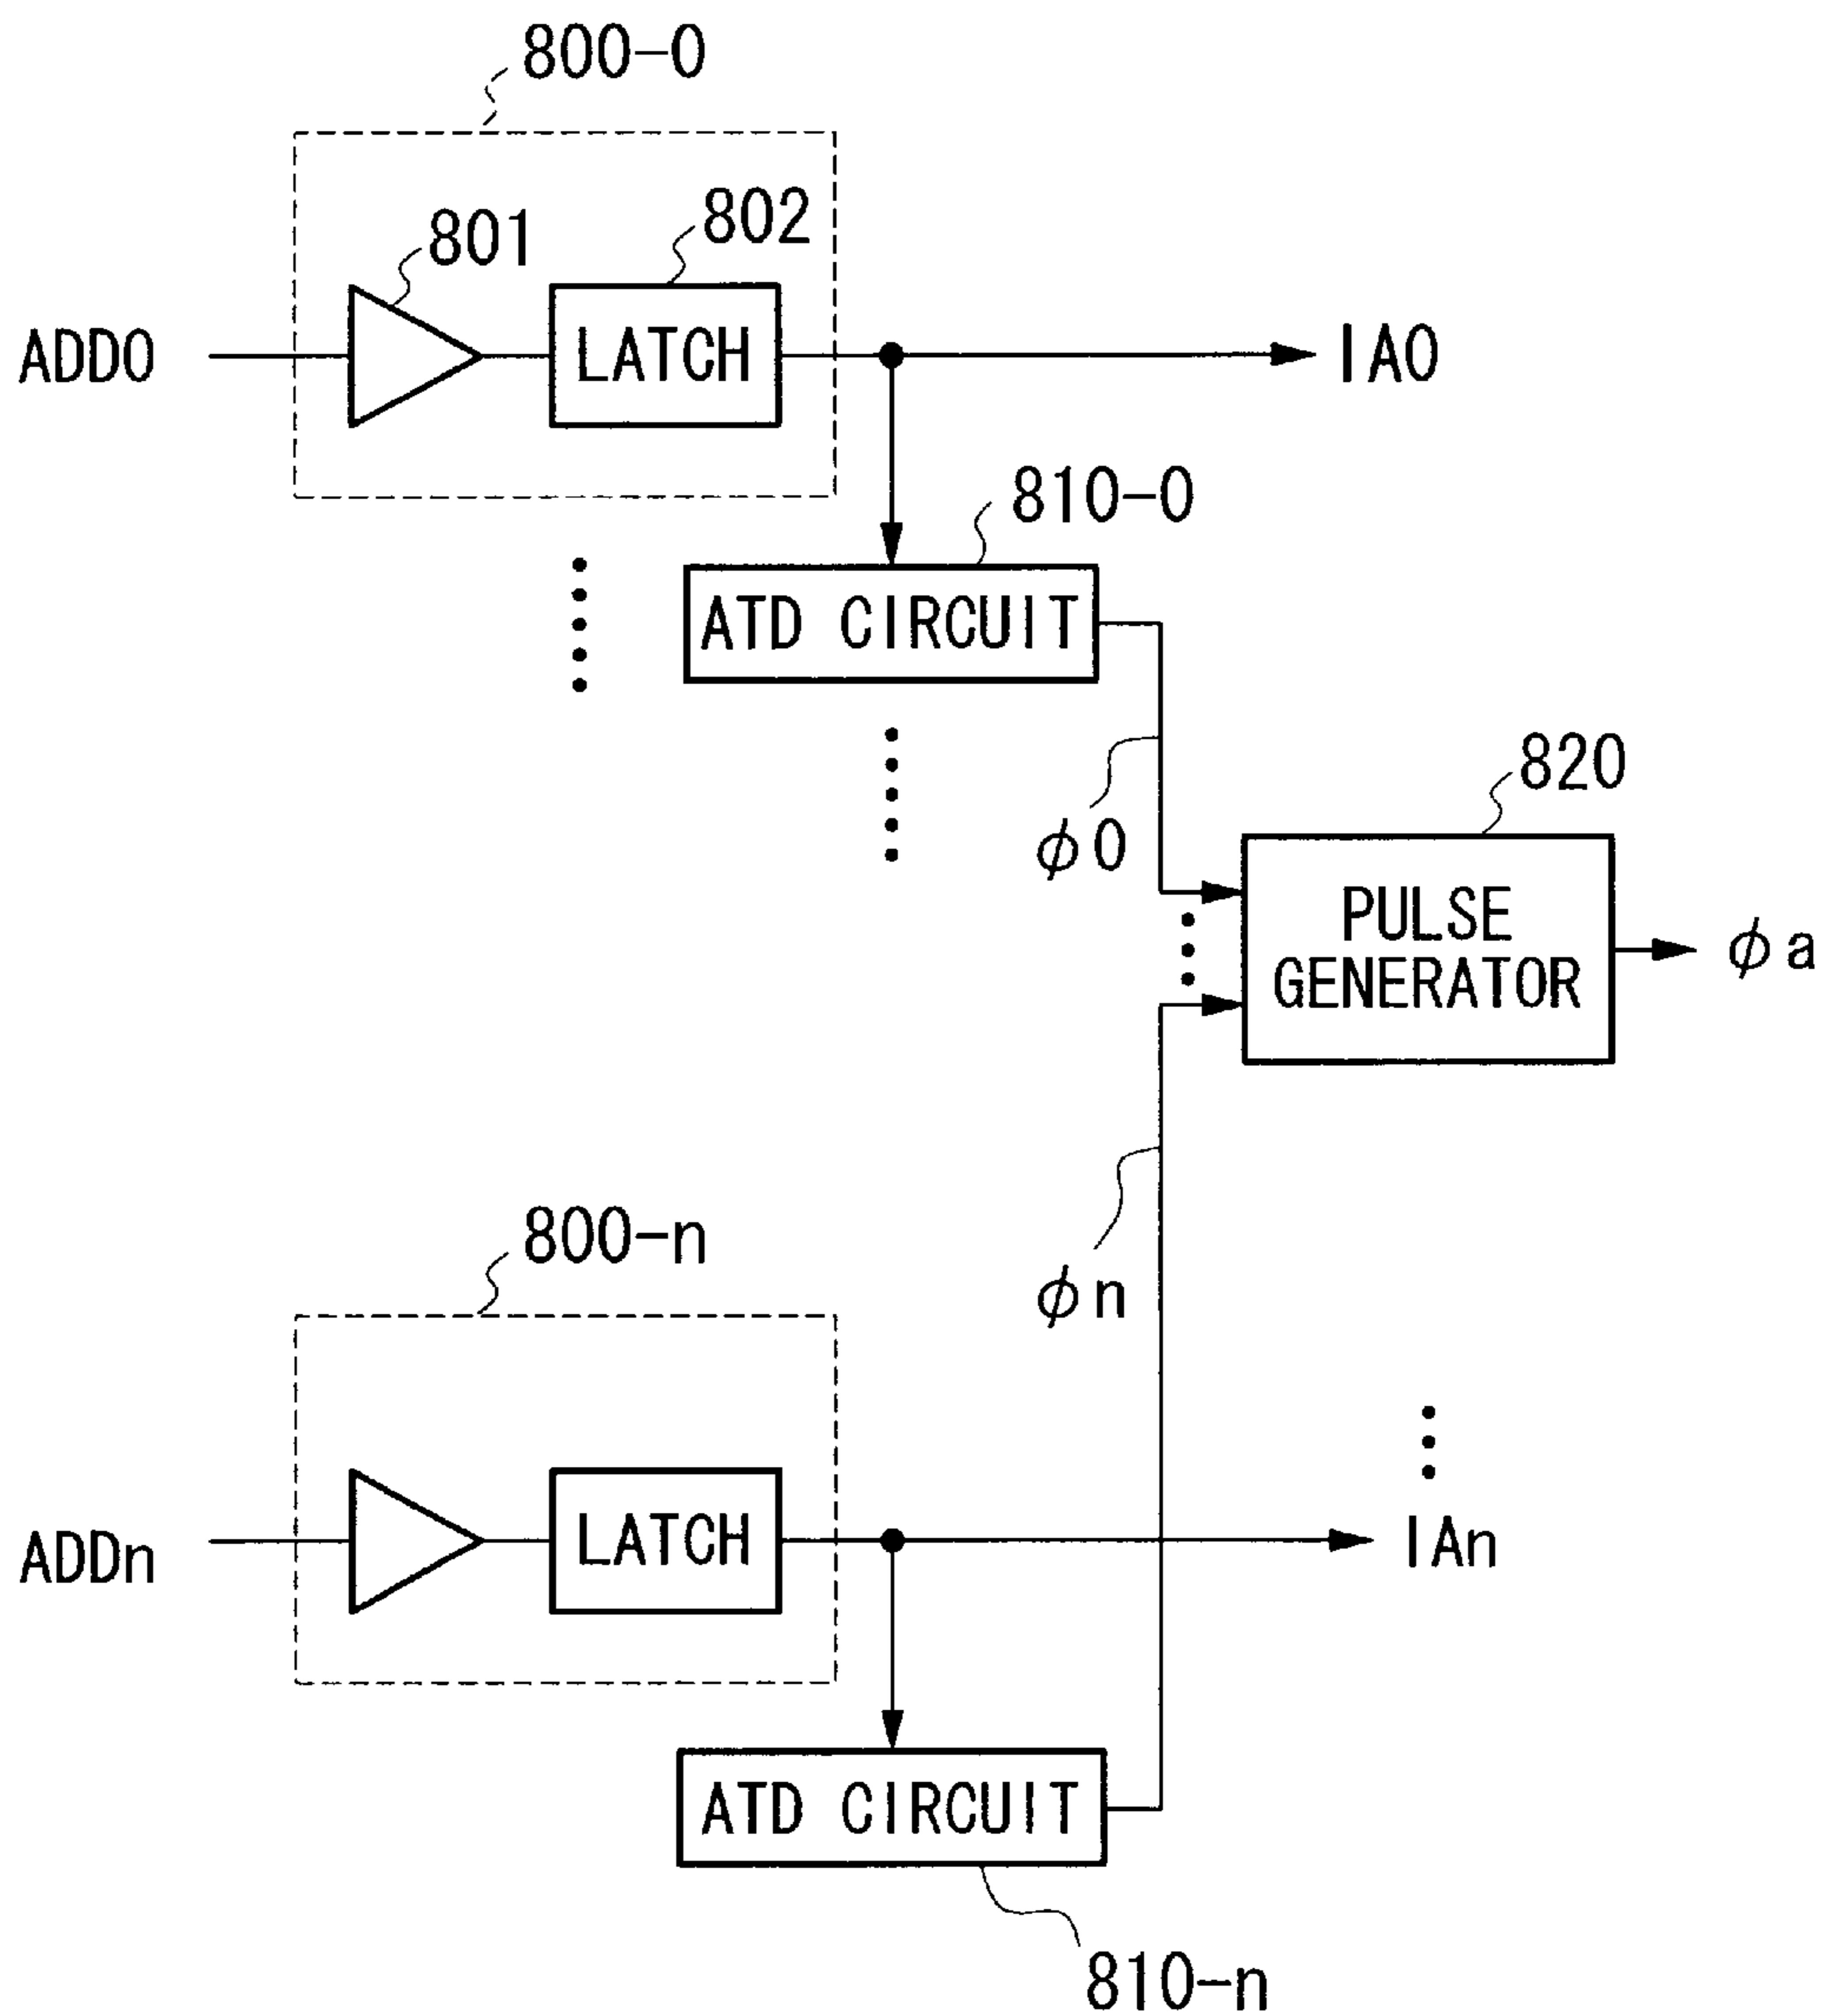 800-0
801
802
ADD0
LATCH
IA0
810-0
ATD CIRCUIT
φ0
820
PULSE
GENERATOR
φa
800-n
φn
ADDn
LATCH
IAn
ATD CIRCUIT
810-n